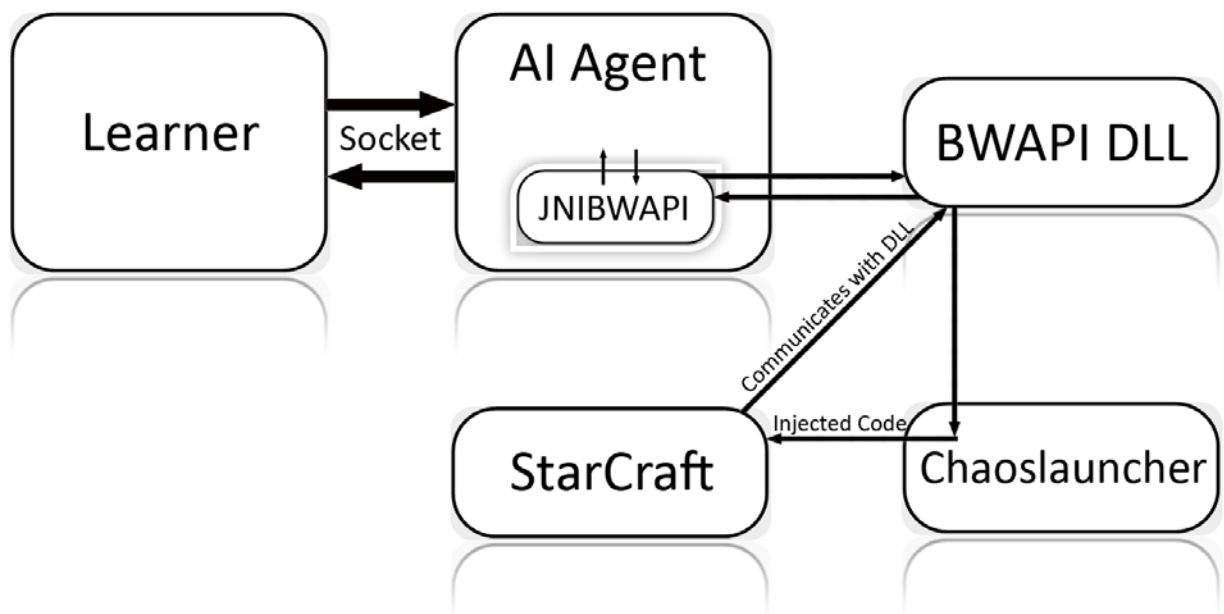 Learner
Socket
AI Agent
JNIBWAPI
BWAPI DLL
Communicates with DLL
StarCraft
Injected Code
Chaoslauncher